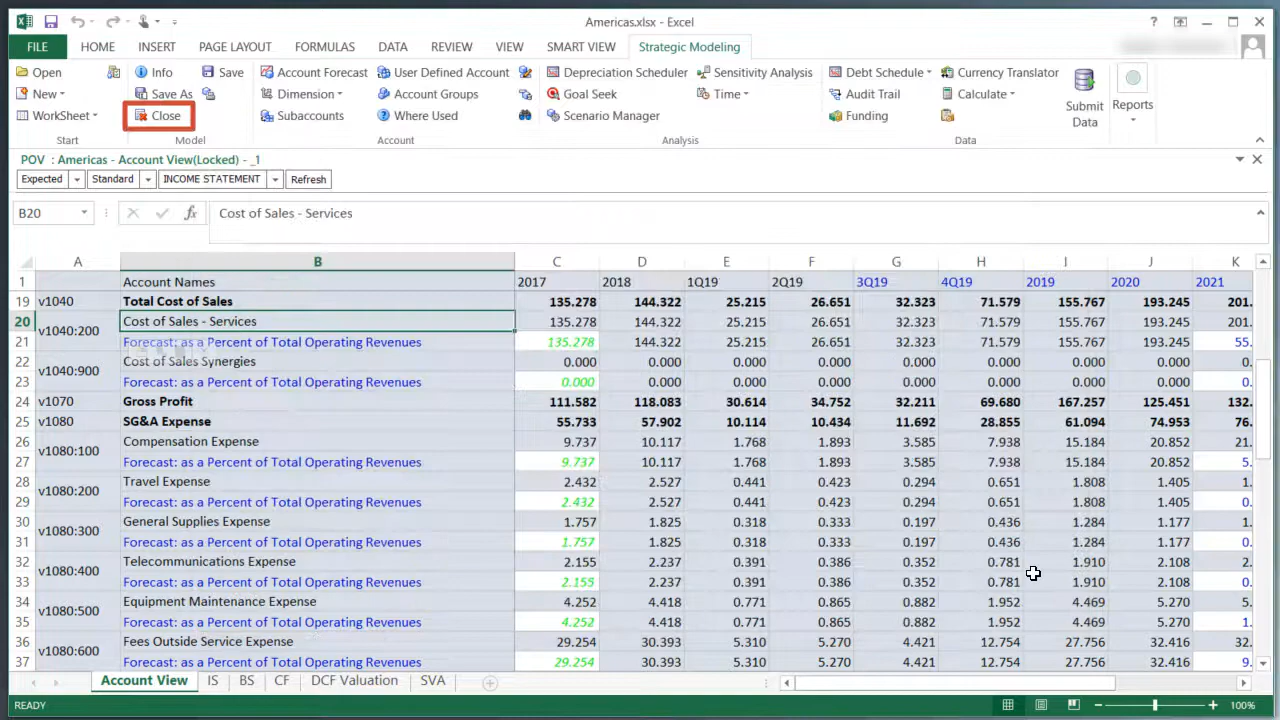 Americas.xlsx - Excel
FILE HOME INSERT PAGE LAYOUT FORMULAS DATA REVIEW VIEW SMART VIEW Strategic Modeling
Open Info Save Account Forecast User Defined Account Depreciation Scheduler Sensitivity Analysis Debt Schedule Currency Translator
New Save As Dimension Account Groups Goal Seek Time Audit Trail Calculate Submit Data Reports
WorkSheet Close Subaccounts Where Used Scenario Manager Funding
Start Model Account Analysis Data
POV : Americas - Account View(Locked) - _1
Expected Standard INCOME STATEMENT Refresh
B20 fx Cost of Sales - Services
A B C D E F G H I J K
1 Account Names 2017 2018 1Q19 2Q19 3Q19 4Q19 2019 2020 2021
19 v1040 Total Cost of Sales 135.278 144.322 25.215 26.651 32.323 71.579 155.767 193.245 201.
20 v1040:200 Cost of Sales - Services 135.278 144.322 25.215 26.651 32.323 71.579 155.767 193.245 201.
21 Forecast: as a Percent of Total Operating Revenues 135.278 144.322 25.215 26.651 32.323 71.579 155.767 193.245 55.
22 v1040:900 Cost of Sales Synergies 0.000 0.000 0.000 0.000 0.000 0.000 0.000 0.000 0.
23 Forecast: as a Percent of Total Operating Revenues 0.000 0.000 0.000 0.000 0.000 0.000 0.000 0.000 0.
24 v1070 Gross Profit 111.582 118.083 30.614 34.752 32.211 69.680 167.257 125.451 132.
25 v1080 SG&A Expense 55.733 57.902 10.114 10.434 11.692 28.855 61.094 74.953 76.
26 v1080:100 Compensation Expense 9.737 10.117 1.768 1.893 3.585 7.938 15.184 20.852 21.
27 Forecast: as a Percent of Total Operating Revenues 9.737 10.117 1.768 1.893 3.585 7.938 15.184 20.852 5.
28 v1080:200 Travel Expense 2.432 2.527 0.441 0.423 0.294 0.651 1.808 1.405 1.
29 Forecast: as a Percent of Total Operating Revenues 2.432 2.527 0.441 0.423 0.294 0.651 1.808 1.405 0.
30 v1080:300 General Supplies Expense 1.757 1.825 0.318 0.333 0.197 0.436 1.284 1.177 1.
31 Forecast: as a Percent of Total Operating Revenues 1.757 1.825 0.318 0.333 0.197 0.436 1.284 1.177 0.
32 v1080:400 Telecommunications Expense 2.155 2.237 0.391 0.386 0.352 0.781 1.910 2.108 2.
33 Forecast: as a Percent of Total Operating Revenues 2.155 2.237 0.391 0.386 0.352 0.781 1.910 2.108 0.
34 v1080:500 Equipment Maintenance Expense 4.252 4.418 0.771 0.865 0.882 1.952 4.469 5.270 5.
35 Forecast: as a Percent of Total Operating Revenues 4.252 4.418 0.771 0.865 0.882 1.952 4.469 5.270 1.
36 v1080:600 Fees Outside Service Expense 29.254 30.393 5.310 5.270 4.421 12.754 27.756 32.416 32.
37 Forecast: as a Percent of Total Operating Revenues 29.254 30.393 5.310 5.270 4.421 12.754 27.756 32.416 9.
Account View IS BS CF DCF Valuation SVA
READY 100%